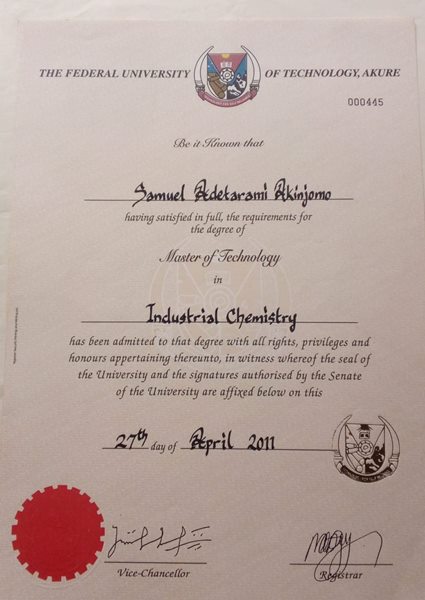 THE FEDERAL UNIVERSITY OF TECHNOLOGY, AKURE
000445
Be it Known that
Samuel Adetarami Akinjomo
having satisfied in full, the requirements for
the degree of
Master of Technology
in
Industrial Chemistry
has been admitted to that degree with all rights, privileges and
honours appertaining thereunto, in witness whereof the seal of
the University and the signatures authorised by the Senate
of the University are affixed below on this
27th day of April 2011
Vice-Chancellor
Registrar